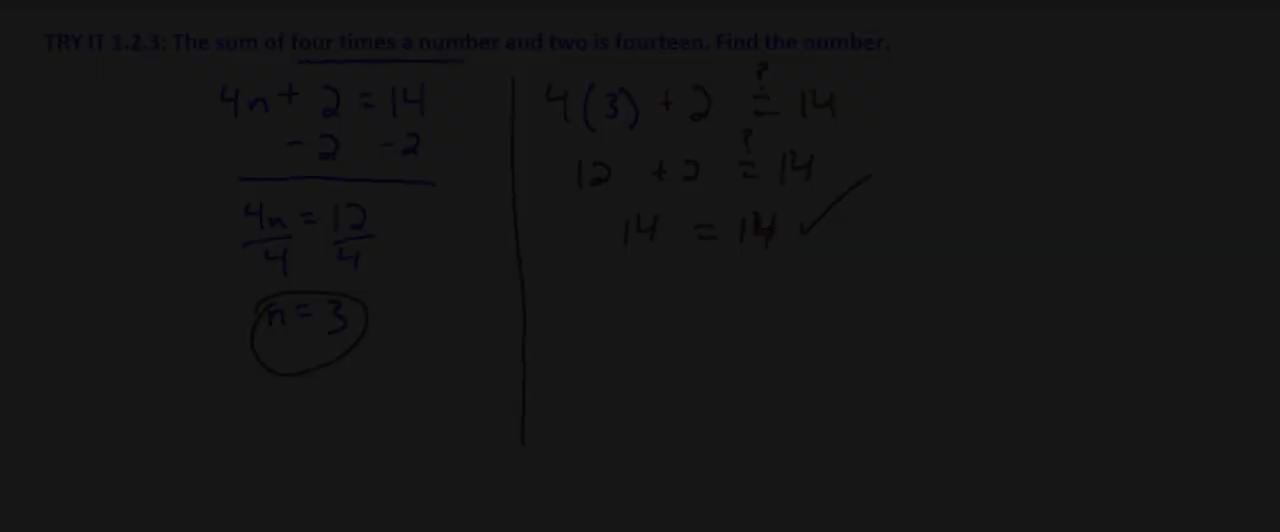 TRY IT 1.2.3: The sum of four times a number and two is fourteen. Find the number.
4n + 2 = 14
- 2 - 2
4n = 12
4 4
n = 3
4(3) + 2 ≟ 14
12 + 2 ≟ 14
14 = 14 ✓